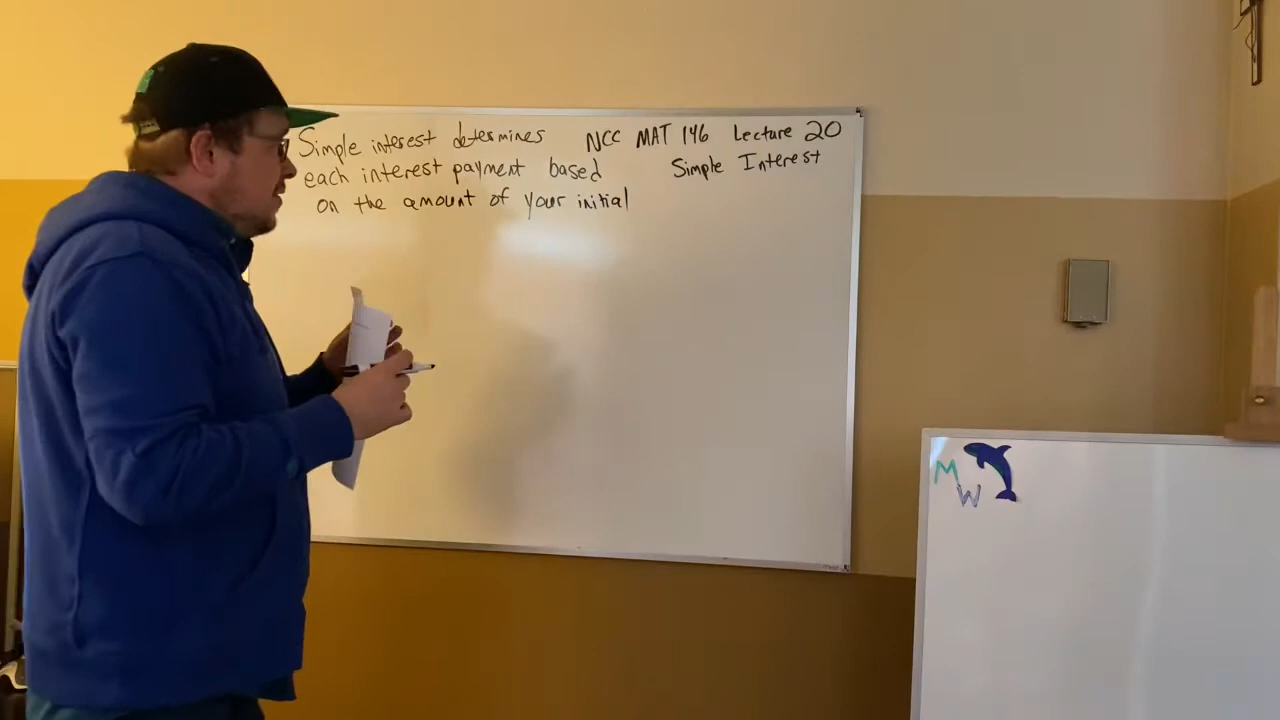 Simple interest determines
each interest payment based
on the amount of your initial
NCC MAT 146 Lecture 20
Simple Interest
M
W